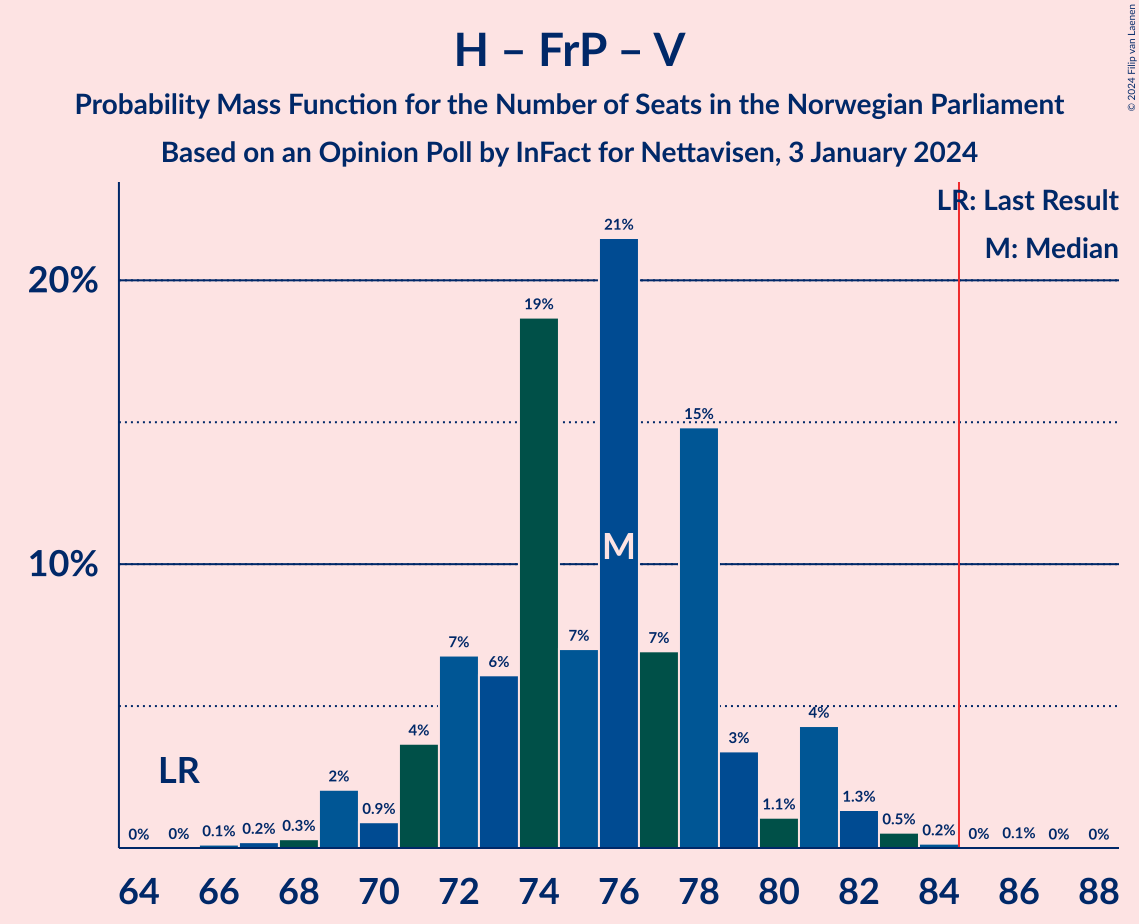 H – FrP – V
Probability Mass Function for the Number of Seats in the Norwegian Parliament
Based on an Opinion Poll by InFact for Nettavisen, 3 January 2024
© 2024 Filip van Laenen
LR: Last Result
M: Median
20%
10%
0% 0% 0.1% 0.2% 0.3% 2% 0.9% 4% 7% 6% 19% 7% 21% 7% 15% 3% 1.1% 4% 1.3% 0.5% 0.2% 0% 0.1% 0% 0%
M
LR
64 66 68 70 72 74 76 78 80 82 84 86 88